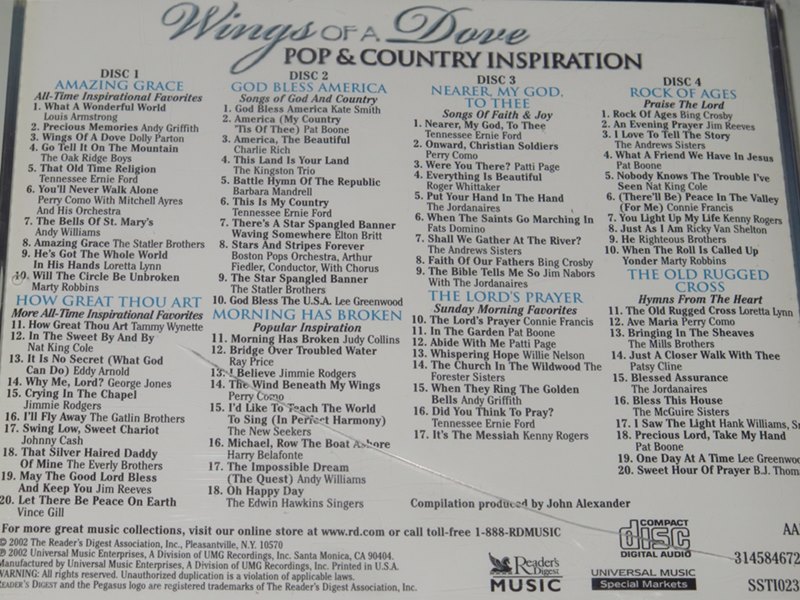 Wings OF A Dove
POP & COUNTRY INSPIRATION
DISC 1
AMAZING GRACE
All-Time Inspirational Favorites
1. What A Wonderful World
Louis Armstrong
2. Precious Memories Andy Griffith
3. Wings Of A Dove Dolly Parton
4. Go Tell It On The Mountain
The Oak Ridge Boys
5. That Old Time Religion
Tennessee Ernie Ford
6. You'll Never Walk Alone
Perry Como With Mitchell Ayres
And His Orchestra
7. The Bells Of St. Mary's
Andy Williams
8. Amazing Grace The Statler Brothers
9. He's Got The Whole World
In His Hands Loretta Lynn
10. Will The Circle Be Unbroken
Marty Robbins
HOW GREAT THOU ART
More All-Time Inspirational Favorites
11. How Great Thou Art Tammy Wynette
12. In The Sweet By And By
Nat King Cole
13. It Is No Secret (What God
Can Do) Eddy Arnold
14. Why Me, Lord? George Jones
15. Crying In The Chapel
Jimmie Rodgers
16. I'll Fly Away The Gatlin Brothers
17. Swing Low, Sweet Chariot
Johnny Cash
18. That Silver Haired Daddy
Of Mine The Everly Brothers
19. May The Good Lord Bless
And Keep You Jim Reeves
20. Let There Be Peace On Earth
Vince Gill
DISC 2
GOD BLESS AMERICA
Songs of God And Country
1. God Bless America Kate Smith
2. America (My Country
'Tis Of Thee) Pat Boone
3. America, The Beautiful
Charlie Rich
4. This Land Is Your Land
The Kingston Trio
5. Battle Hymn Of The Republic
Barbara Mandrell
6. This Is My Country
Tennessee Ernie Ford
7. There's A Star Spangled Banner
Waving Somewhere Elton Britt
8. Stars And Stripes Forever
Boston Pops Orchestra, Arthur
Fiedler, Conductor, With Chorus
9. The Star Spangled Banner
The Statler Brothers
10. God Bless The U.S.A. Lee Greenwood
MORNING HAS BROKEN
Popular Inspiration
11. Morning Has Broken Judy Collins
12. Bridge Over Troubled Water
Ray Price
13. I Believe Jimmie Rodgers
14. The Wind Beneath My Wings
Perry Como
15. I'd Like To Teach The World
To Sing (In Perfect Harmony)
The New Seekers
16. Michael, Row The Boat Ashore
Harry Belafonte
17. The Impossible Dream
(The Quest) Andy Williams
18. Oh Happy Day
The Edwin Hawkins Singers
DISC 3
NEARER, MY GOD,
TO THEE
Songs Of Faith & Joy
1. Nearer, My God, To Thee
Tennessee Ernie Ford
2. Onward, Christian Soldiers
Perry Como
3. Were You There? Patti Page
4. Everything Is Beautiful
Roger Whittaker
5. Put Your Hand In The Hand
The Jordanaires
6. When The Saints Go Marching In
Fats Domino
7. Shall We Gather At The River?
The Andrews Sisters
8. Faith Of Our Fathers Bing Crosby
9. The Bible Tells Me So Jim Nabors
With The Jordanaires
THE LORD'S PRAYER
Sunday Morning Favorites
10. The Lord's Prayer Connie Francis
11. In The Garden Pat Boone
12. Abide With Me Patti Page
13. Whispering Hope Willie Nelson
14. The Church In The Wildwood The
Forester Sisters
15. When They Ring The Golden
Bells Andy Griffith
16. Did You Think To Pray?
Tennessee Ernie Ford
17. It's The Messiah Kenny Rogers
DISC 4
ROCK OF AGES
Praise The Lord
1. Rock Of Ages Bing Crosby
2. An Evening Prayer Jim Reeves
3. I Love To Tell The Story
The Andrews Sisters
4. What A Friend We Have In Jesus
Pat Boone
5. Nobody Knows The Trouble I've
Seen Nat King Cole
6. (There'll Be) Peace In The Valley
(For Me) Connie Francis
7. You Light Up My Life Kenny Rogers
8. Just As I Am Ricky Van Shelton
9. He Righteous Brothers
10. When The Roll Is Called Up
Yonder Marty Robbins
THE OLD RUGGED
CROSS
Hymns From The Heart
11. The Old Rugged Cross Loretta Lynn
12. Ave Maria Perry Como
13. Bringing In The Sheaves
The Mills Brothers
14. Just A Closer Walk With Thee
Patsy Cline
15. Blessed Assurance
The Jordanaires
16. Bless This House
The McGuire Sisters
17. I Saw The Light Hank Williams, Sr
18. Precious Lord, Take My Hand
Pat Boone
19. One Day At A Time Lee Greenwoo
20. Sweet Hour Of Prayer B.J. Thom
Compilation produced by John Alexander
For more great music collections, visit our online store at www.rd.com or call toll-free 1-888-RDMUSIC
© 2002 The Reader's Digest Association, Inc., Pleasantville, N.Y. 10570
℗ 2002 Universal Music Enterprises, A Division of UMG Recordings, Inc. Santa Monica, CA 90404.
Manufactured by Universal Music Enterprises, A Division of UMG Recordings, Inc. Printed in U.S.A.
WARNING: All rights reserved. Unauthorized duplication is a violation of applicable laws.
READER'S DIGEST and the Pegasus logo are registered trademarks of The Reader's Digest Association, Inc.
Reader's
Digest
MUSIC
COMPACT
disc
DIGITAL AUDIO
UNIVERSAL MUSIC
Special Markets
AA
314584672
SSTI023